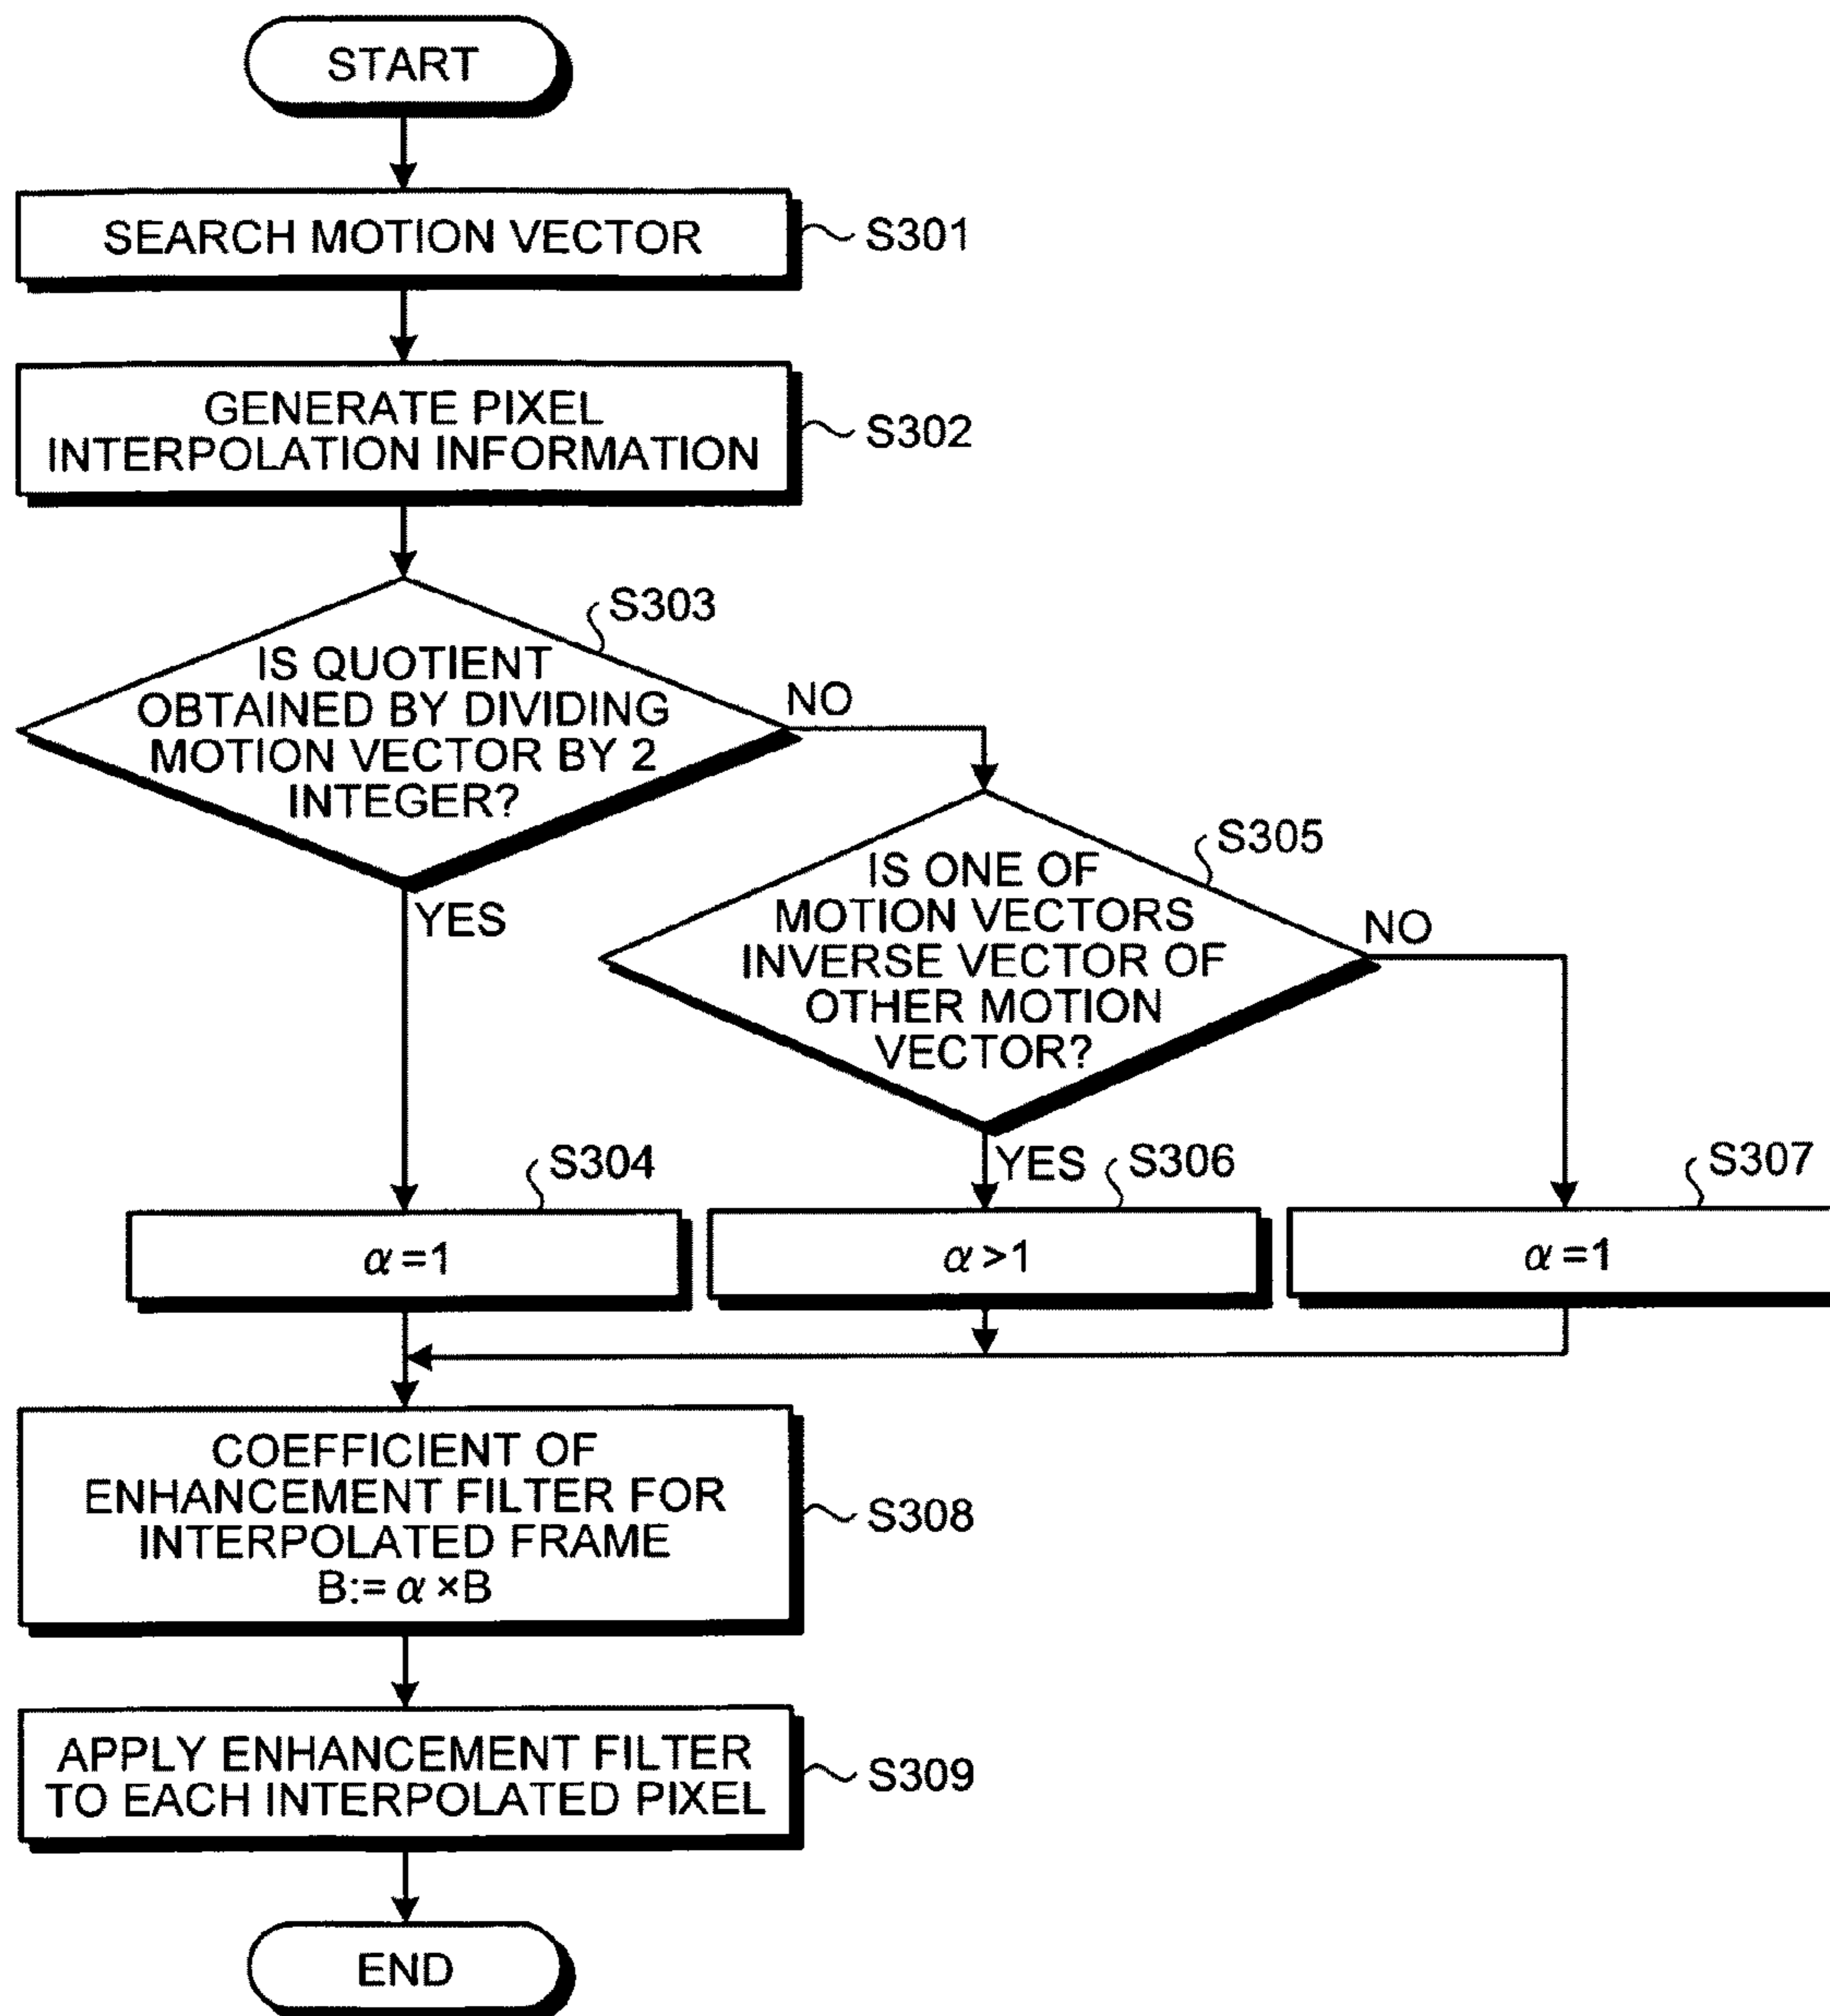 START
SEARCH MOTION VECTOR
S301
GENERATE PIXEL
INTERPOLATION INFORMATION
S302
S303
IS QUOTIENT
OBTAINED BY DIVIDING
MOTION VECTOR BY 2
INTEGER?
NO
YES
S305
IS ONE OF
MOTION VECTORS
INVERSE VECTOR OF
OTHER MOTION
VECTOR?
NO
YES
S304
α=1
S306
α>1
S307
α=1
COEFFICIENT OF
ENHANCEMENT FILTER FOR
INTERPOLATED FRAME
B:= α×B
S308
APPLY ENHANCEMENT FILTER
TO EACH INTERPOLATED PIXEL
S309
END